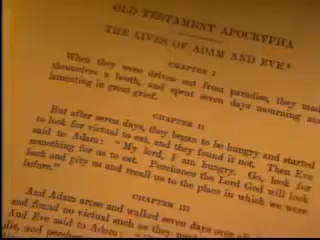 OLD TESTAMENT APOCRYPHA
THE LIVES OF ADAM AND EVE
CHAPTER I
When they were driven out from paradise, they made
themselves a booth, and spent seven days mourning and
lamenting in great grief.
CHAPTER II
But after seven days, they began to be hungry and started
to look for victual to eat, and they found it not. Then Eve
said to Adam: "My lord, I am hungry. Go, look for
something for us to eat. Perchance the Lord God will look
back and pity us and recall us to the place in which we were
before."
CHAPTER III
And Adam arose and walked seven days over all
and found no victual such as they
And Eve said to Adam:
die, and